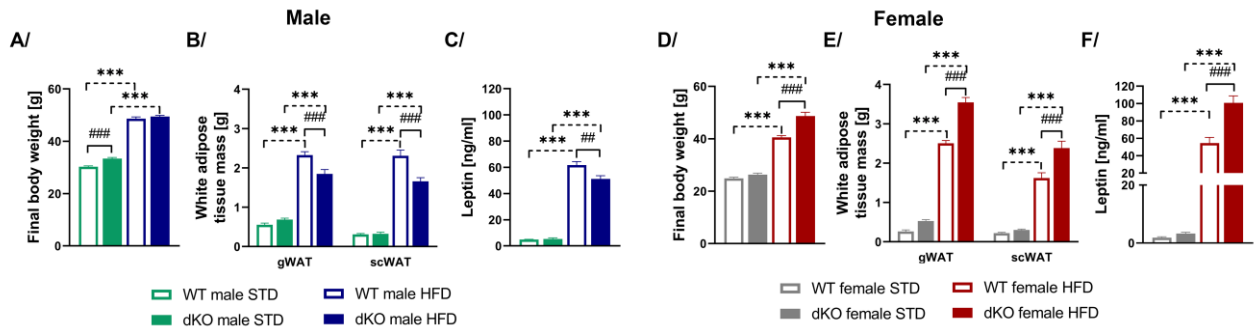 Male
Female
A/
B/
C/
D/
E/
F/
Final body weight [g]
60
40
20
0
***
***
###
White adipose
tissue mass [g]
4
3
2
1
0
***
***
###
***
***
###
gWAT
scWAT
Leptin [ng/ml]
120
100
80
60
40
20
0
***
***
##
Final body weight [g]
60
40
20
0
***
***
###
White adipose
tissue mass [g]
4
3
2
1
0
***
***
###
***
***
###
gWAT
scWAT
Leptin [ng/ml]
120
100
80
60
40
20
20
0
***
***
###
WT male STD
WT male HFD
dKO male STD
dKO male HFD
WT female STD
WT female HFD
dKO female STD
dKO female HFD